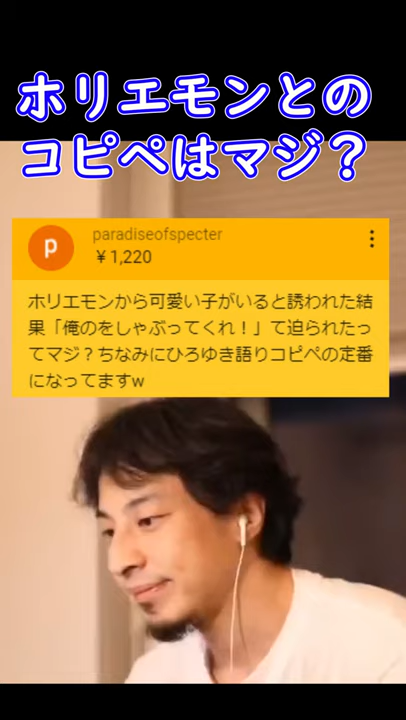 ホリエモンとの
コピペはマジ？
p
paradiseofspecter
￥1,220
ホリエモンから可愛い子がいると誘われた結
果「俺のをしゃぶってくれ！」て迫られたっ
てマジ？ちなみにひろゆき語りコピペの定番
になってますw